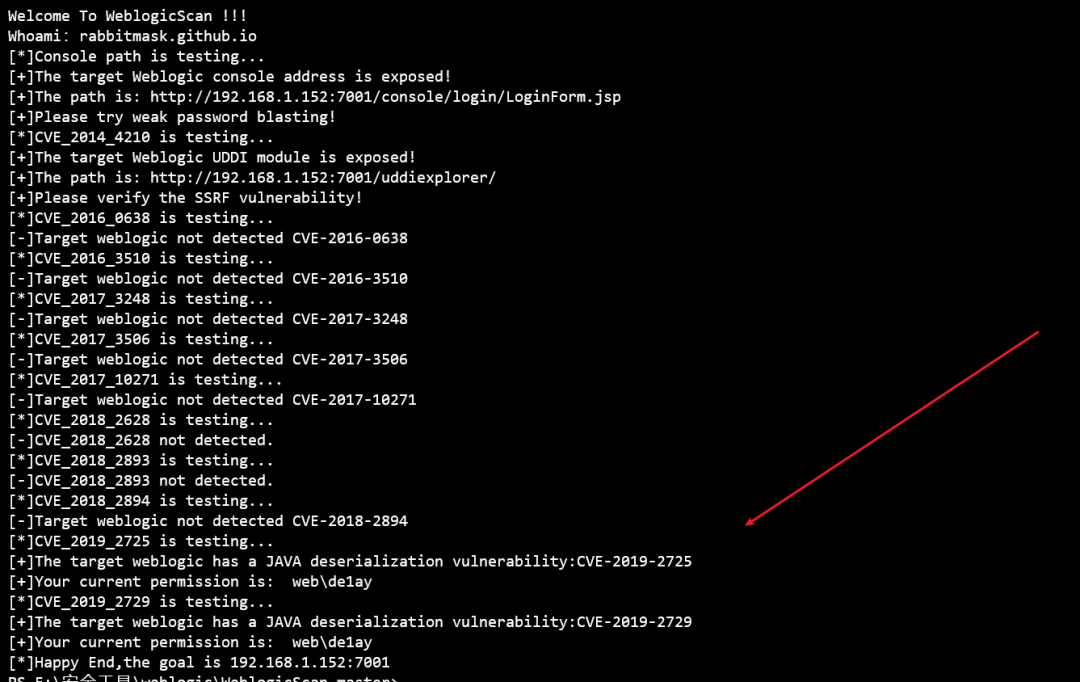 Welcome To WeblogicScan !!!
Whoami：rabbitmask.github.io
[*]Console path is testing...
[+]The target Weblogic console address is exposed!
[+]The path is: http://192.168.1.152:7001/console/login/LoginForm.jsp
[+]Please try weak password blasting!
[*]CVE_2014_4210 is testing...
[+]The target Weblogic UDDI module is exposed!
[+]The path is: http://192.168.1.152:7001/uddiexplorer/
[+]Please verify the SSRF vulnerability!
[*]CVE_2016_0638 is testing...
[-]Target weblogic not detected CVE-2016-0638
[*]CVE_2016_3510 is testing...
[-]Target weblogic not detected CVE-2016-3510
[*]CVE_2017_3248 is testing...
[-]Target weblogic not detected CVE-2017-3248
[*]CVE_2017_3506 is testing...
[-]Target weblogic not detected CVE-2017-3506
[*]CVE_2017_10271 is testing...
[-]Target weblogic not detected CVE-2017-10271
[*]CVE_2018_2628 is testing...
[-]CVE_2018_2628 not detected.
[*]CVE_2018_2893 is testing...
[-]CVE_2018_2893 not detected.
[*]CVE_2018_2894 is testing...
[-]Target weblogic not detected CVE-2018-2894
[*]CVE_2019_2725 is testing...
[+]The target weblogic has a JAVA deserialization vulnerability:CVE-2019-2725
[+]Your current permission is:  web\de1ay
[*]CVE_2019_2729 is testing...
[+]The target weblogic has a JAVA deserialization vulnerability:CVE-2019-2729
[+]Your current permission is:  web\de1ay
[*]Happy End,the goal is 192.168.1.152:7001
PS E:\安全工具\weblogic\WeblogicScan-master>